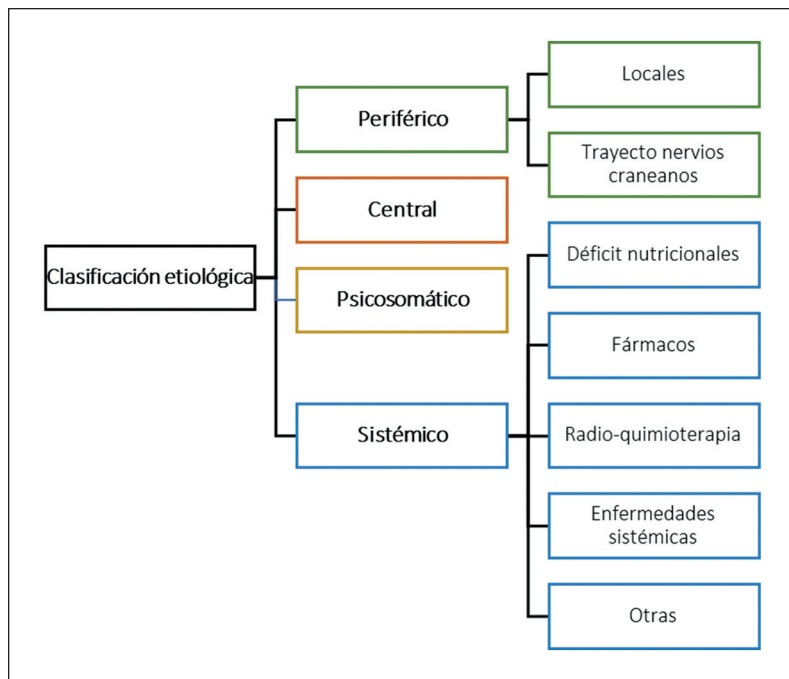 Clasificación etiológica
Periférico
Locales
Trayecto nervios
craneanos
Central
Psicosomático
Sistémico
Déficit nutricionales
Fármacos
Radio-quimioterapia
Enfermedades
sistémicas
Otras